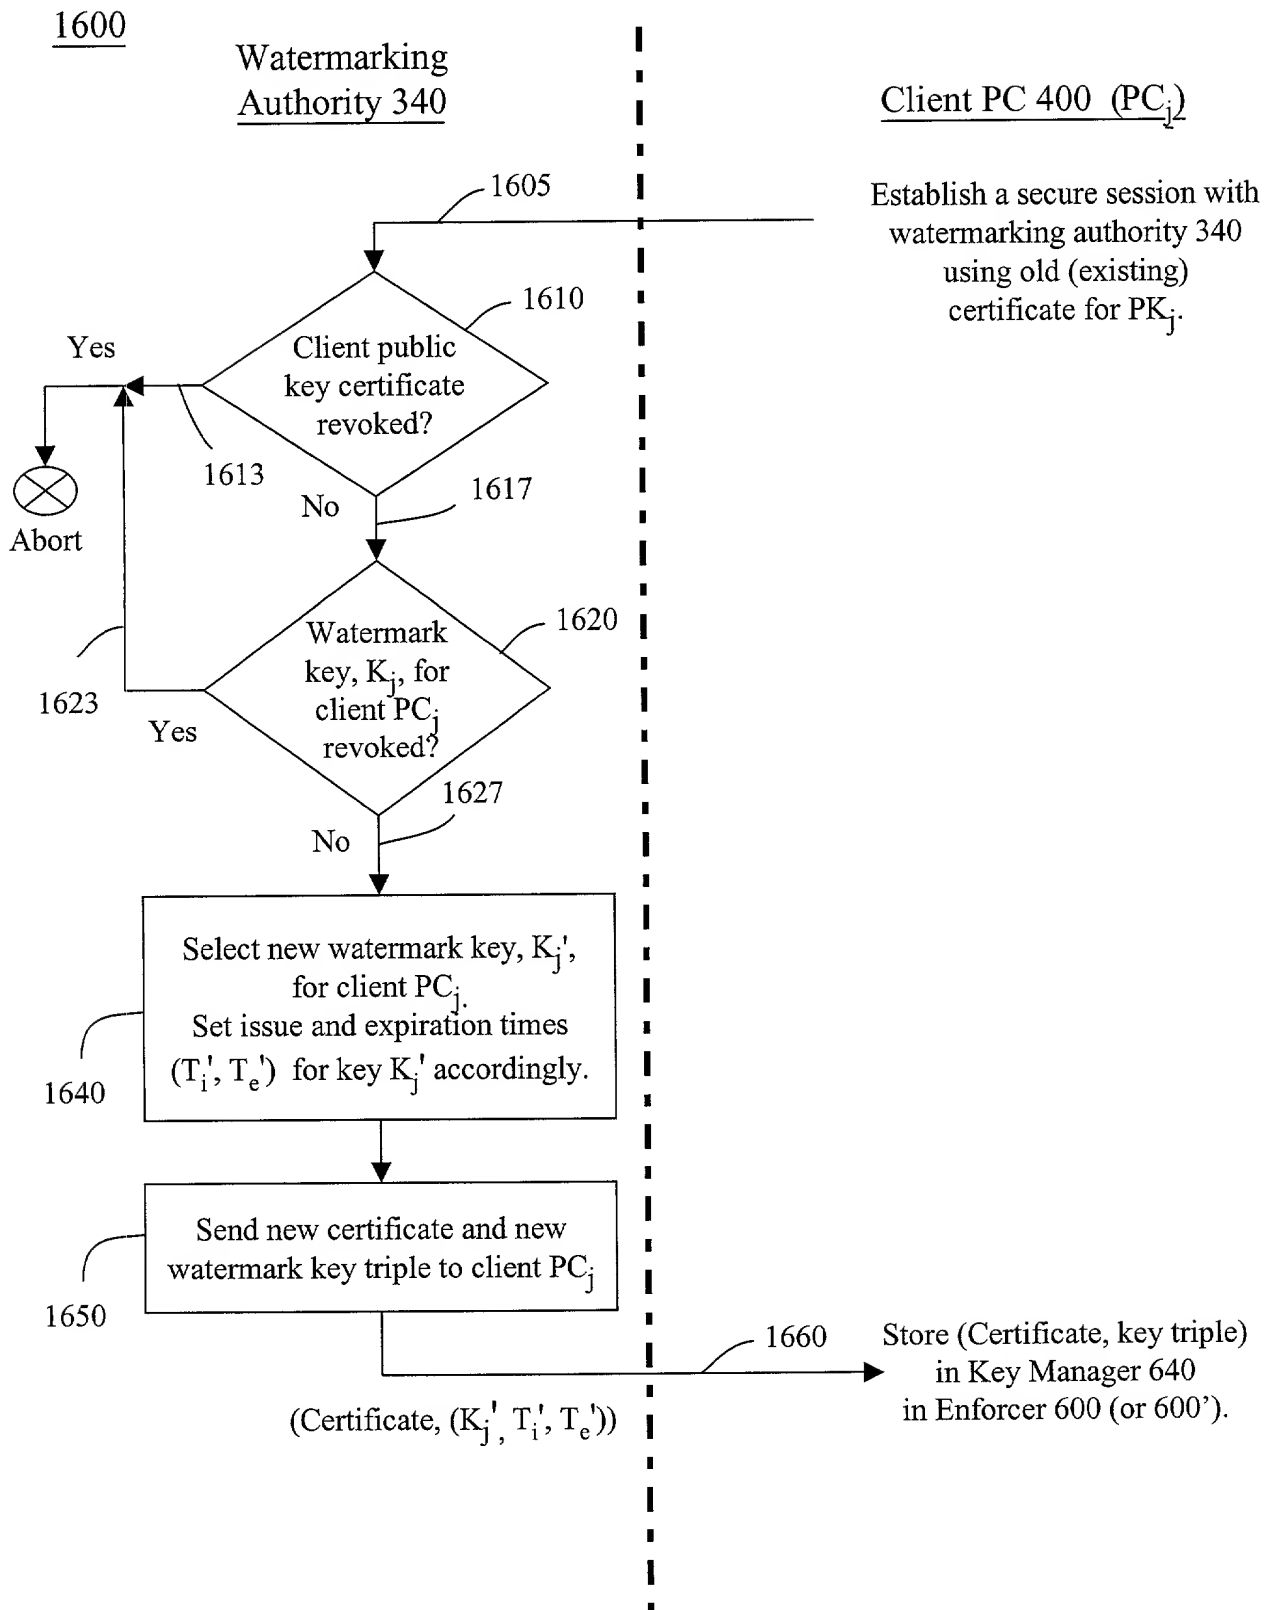 1600
Watermarking
Authority 340
Client PC 400 (PCj)
1605
Establish a secure session with
watermarking authority 340
using old (existing)
certificate for PKj.
1610
Client public
key certificate
revoked?
Yes
1613
Abort
No
1617
1620
Watermark
key, Kj, for
client PCj
revoked?
1623
Yes
1627
No
Select new watermark key, Kj',
for client PCj.
Set issue and expiration times
(Ti', Te') for key Kj' accordingly.
1640
Send new certificate and new
watermark key triple to client PCj
1650
1660
Store (Certificate, key triple)
in Key Manager 640
in Enforcer 600 (or 600’).
(Certificate, (Kj', Ti', Te'))